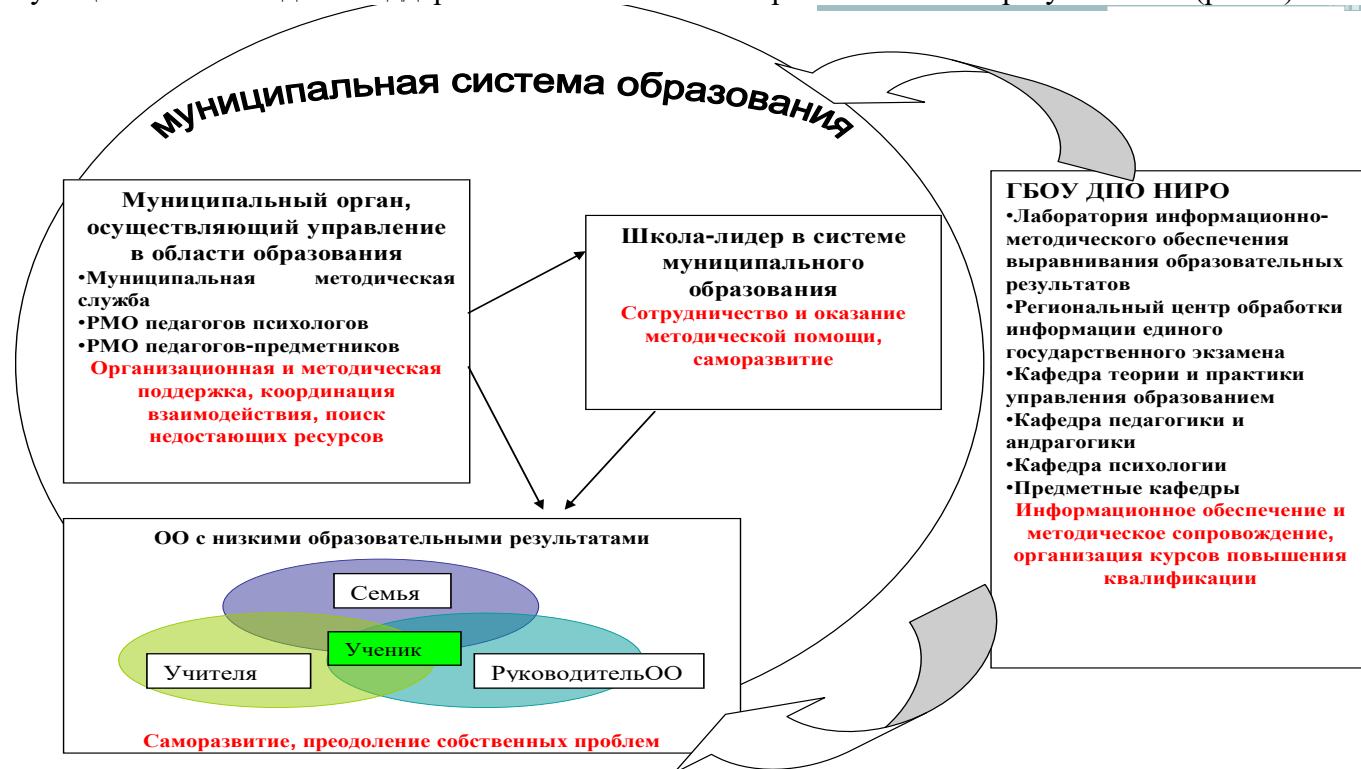 муниципальная система образования
Муниципальный орган,
осуществляющий управление
в области образования
•Муниципальная методическая
служба
•РМО педагогов психологов
•РМО педагогов-предметников
Организационная и методическая
поддержка, координация
взаимодействия, поиск
недостающих ресурсов
Школа-лидер в системе
муниципального
образования
Сотрудничество и оказание
методической помощи,
саморазвитие
ГБОУ ДПО НИРО
•Лаборатория информационно-
методического обеспечения
выравнивания образовательных
результатов
•Региональный центр обработки
информации единого
государственного экзамена
•Кафедра теории и практики
управления образованием
•Кафедра педагогики и
андрагогики
•Кафедра психологии
•Предметные кафедры
Информационное обеспечение и
методическое сопровождение,
организация курсов повышения
квалификации
ОО с низкими образовательными результатами
Семья
Ученик
Учителя
РуководительОО
Саморазвитие, преодоление собственных проблем